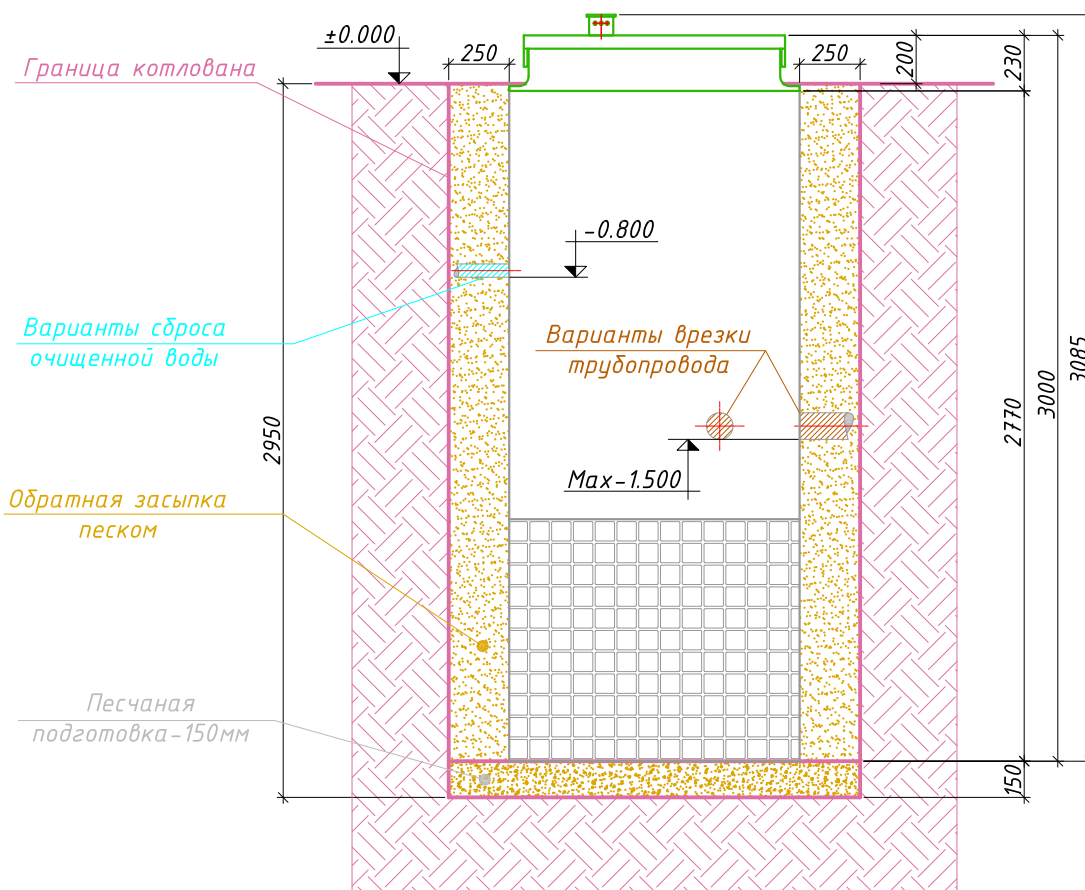 ±0.000
250
250
200
230
Граница котлована
-0.800
Варианты сброса
очищенной воды
Варианты врезки
трубопровода
3085
3000
2770
2950
Max-1.500
Обратная засыпка
песком
Песчаная
подготовка-150мм
150